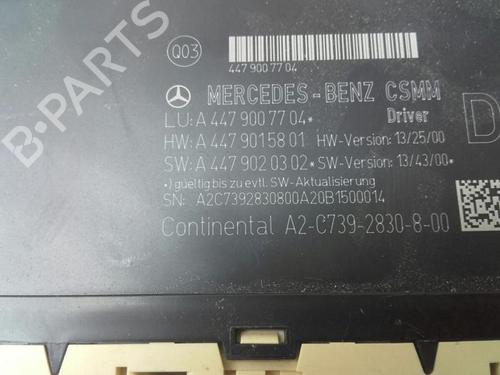 B-PARTS
Q03
447 900 77 04
MERCEDES-BENZ CSMM
LU: A 447 900 77 04* Driver
HW: A 447 901 58 01 HW-Version: 13/25/00
SW: A 447 902 03 02* SW-Version: 13/43/00*
*) gueltig bis zu evtl. SW-Aktualisierung
SN: A2C7392830800A20B1500014
Continental A2-C739-2830-8-00
D